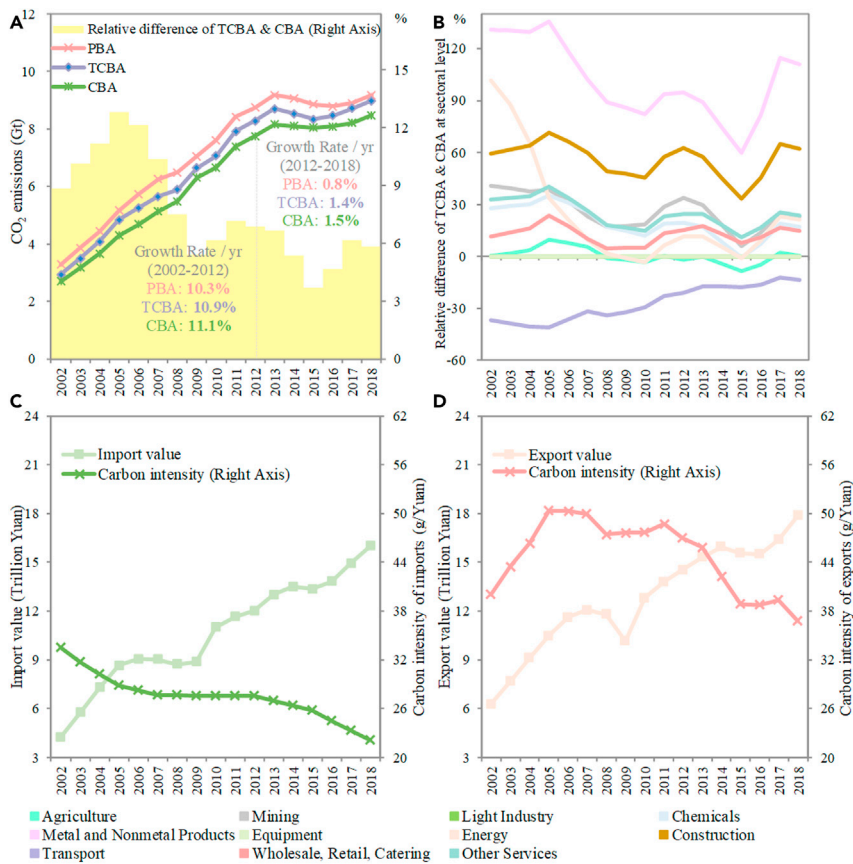 A
12
10
8
6
4
2
0
CO2 emissions (Gt)
%
15
12
9
6
3
0
Relative difference of TCBA & CBA (Right Axis)
PBA
TCBA
CBA
Growth Rate / yr
(2012-2018)
PBA: 0.8%
TCBA: 1.4%
CBA: 1.5%
Growth Rate / yr
(2002-2012)
PBA: 10.3%
TCBA: 10.9%
CBA: 11.1%
2002 2003 2004 2005 2006 2007 2008 2009 2010 2011 2012 2013 2014 2015 2016 2017 2018
B
%
120
90
60
30
0
-30
-60
Relative difference of TCBA & CBA at sectoral level
2002 2003 2004 2005 2006 2007 2008 2009 2010 2011 2012 2013 2014 2015 2016 2017 2018
C
24
21
18
15
12
9
6
3
Import value (Trillion Yuan)
Import value
Carbon intensity (Right Axis)
62
56
50
44
38
32
26
20
Carbon intensity of imports (g/Yuan)
2002 2003 2004 2005 2006 2007 2008 2009 2010 2011 2012 2013 2014 2015 2016 2017 2018
D
24
21
18
15
12
9
6
3
Export value (Trillion Yuan)
Export value
Carbon intensity (Right Axis)
62
56
50
44
38
32
26
20
Carbon intensity of exports (g/Yuan)
2002 2003 2004 2005 2006 2007 2008 2009 2010 2011 2012 2013 2014 2015 2016 2017 2018
Agriculture Mining Light Industry Chemicals
Metal and Nonmetal Products Equipment Energy Construction
Transport Wholesale, Retail, Catering Other Services